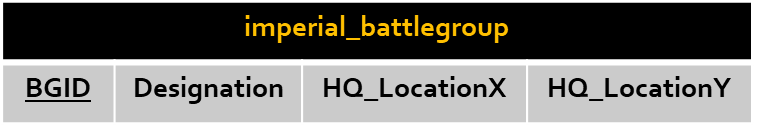 imperial_battlegroup
BGID Designation HQ_LocationX HQ_LocationY